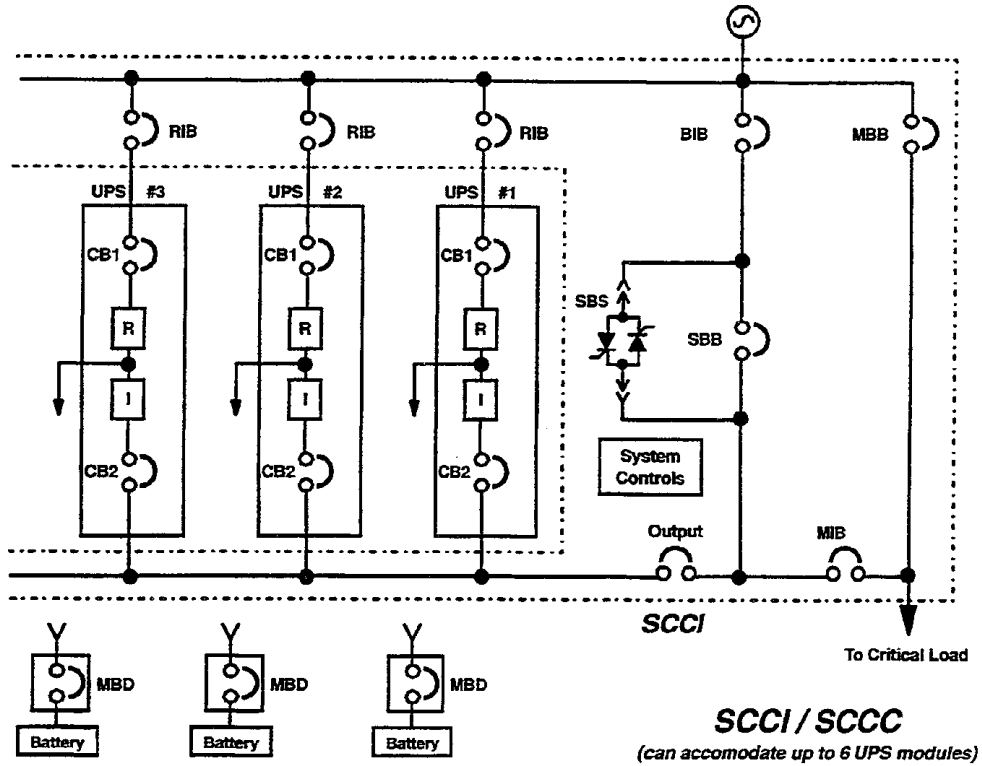 RIB RIB RIB BIB MBB
UPS #3 UPS #2 UPS #1
CB1 CB1 CB1
SBS
R R R SBB
I I I
CB2 CB2 CB2
System
Controls
Output MIB
SCCI
To Critical Load
MBD MBD MBD
Battery Battery Battery
SCCI / SCCC
(can accomodate up to 6 UPS modules)